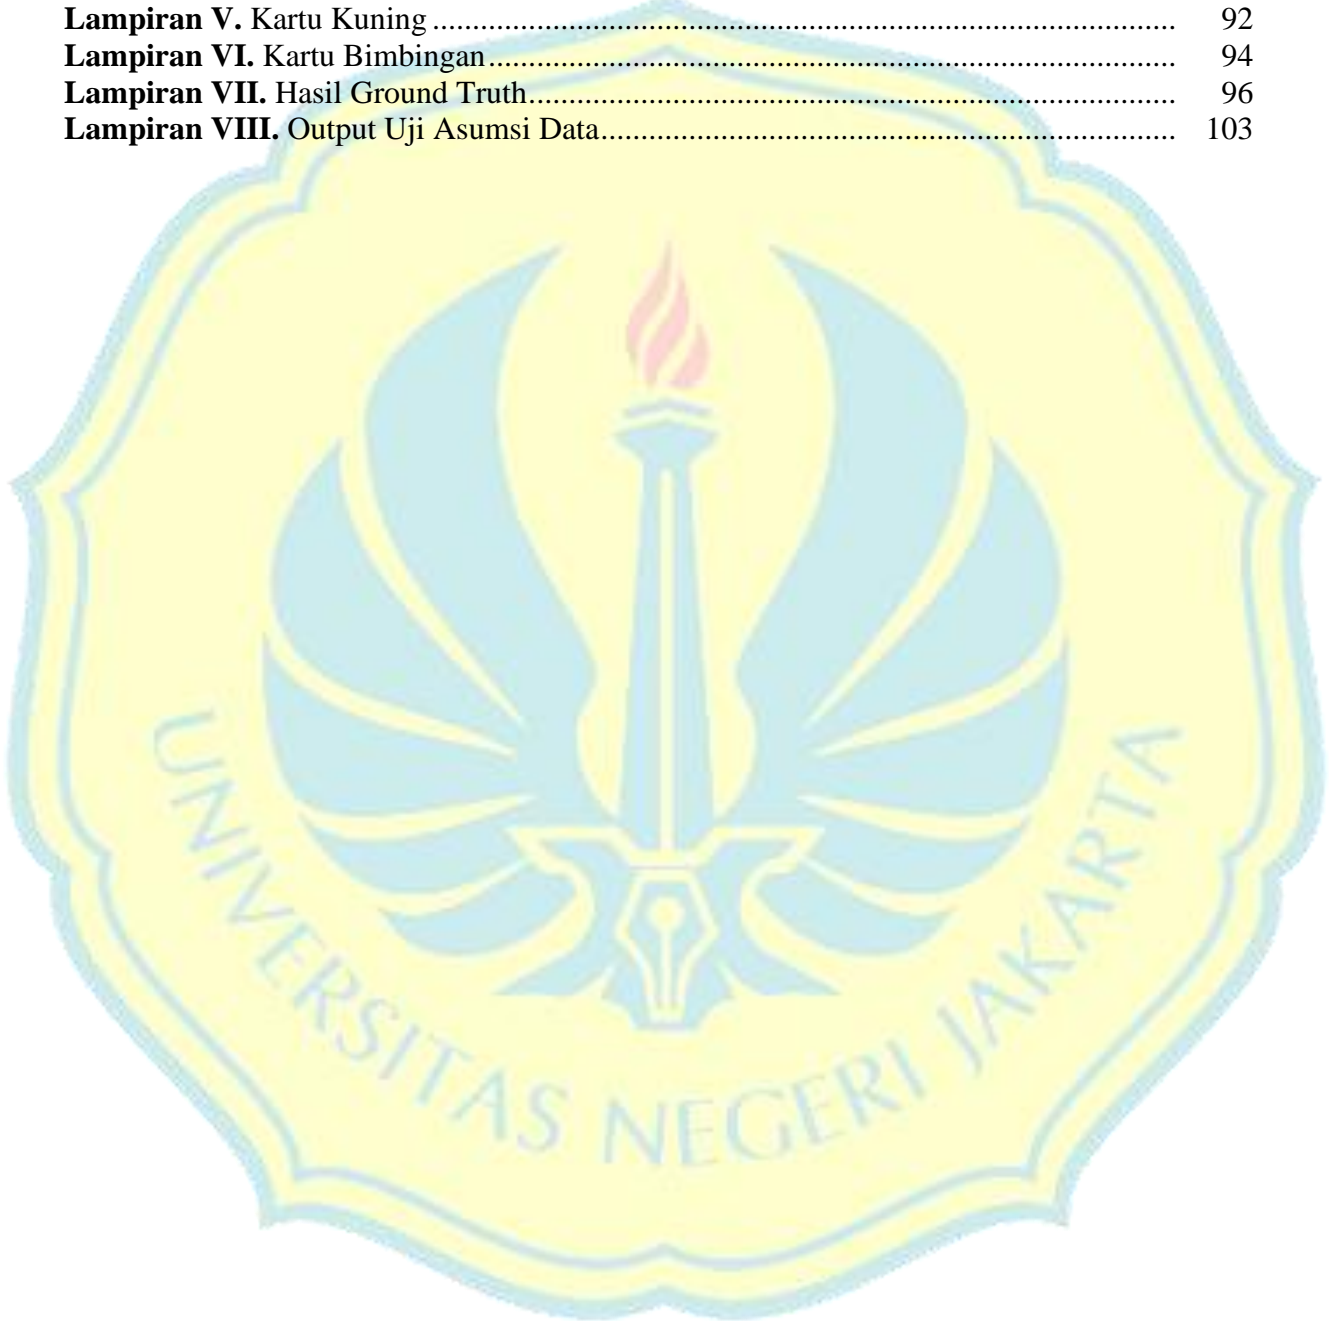 Lampiran V. Kartu Kuning ........................................................................................... 92
Lampiran VI. Kartu Bimbingan .................................................................................... 94
Lampiran VII. Hasil Ground Truth ............................................................................... 96
Lampiran VIII. Output Uji Asumsi Data ...................................................................... 103
UNIVERSITAS NEGERI JAKARTA